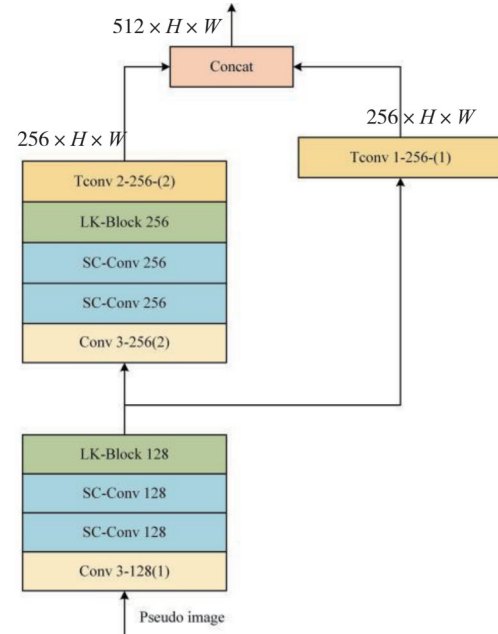 512 × H × W
Concat
256 × H × W
256 × H × W
Tconv 2-256-(2)
Tconv 1-256-(1)
LK-Block 256
SC-Conv 256
SC-Conv 256
Conv 3-256(2)
LK-Block 128
SC-Conv 128
SC-Conv 128
Conv 3-128(1)
Pseudo image